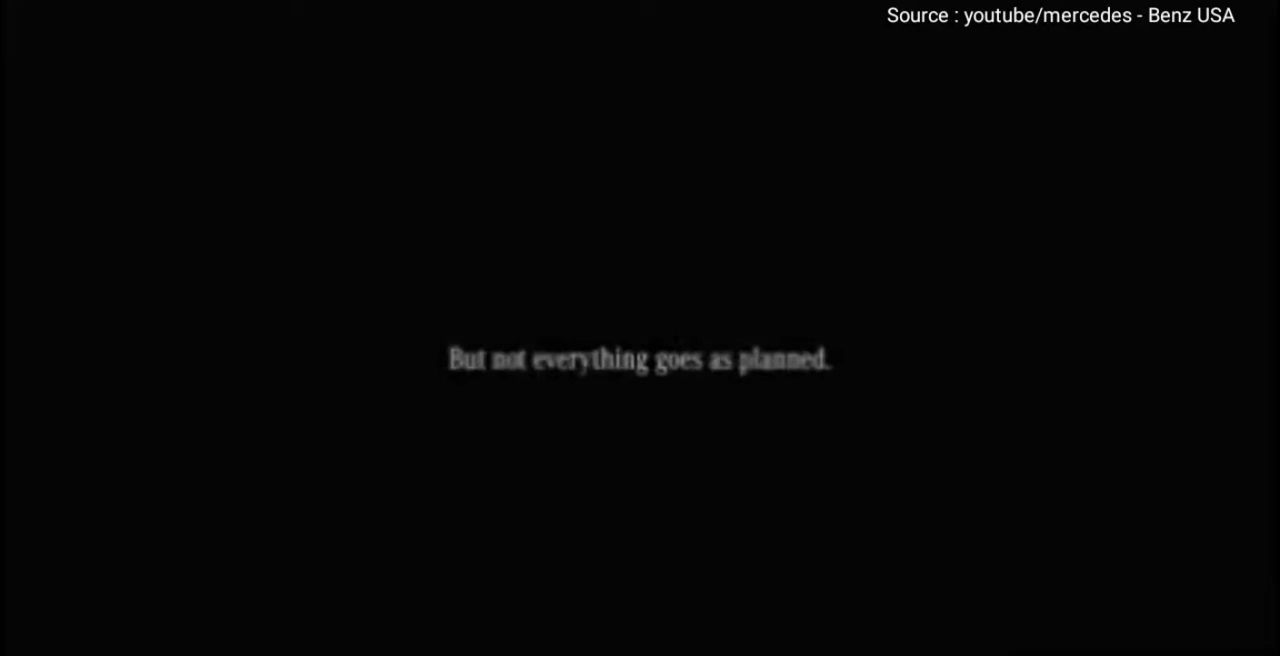 Source : youtube/mercedes - Benz USA
But not everything goes as planned.